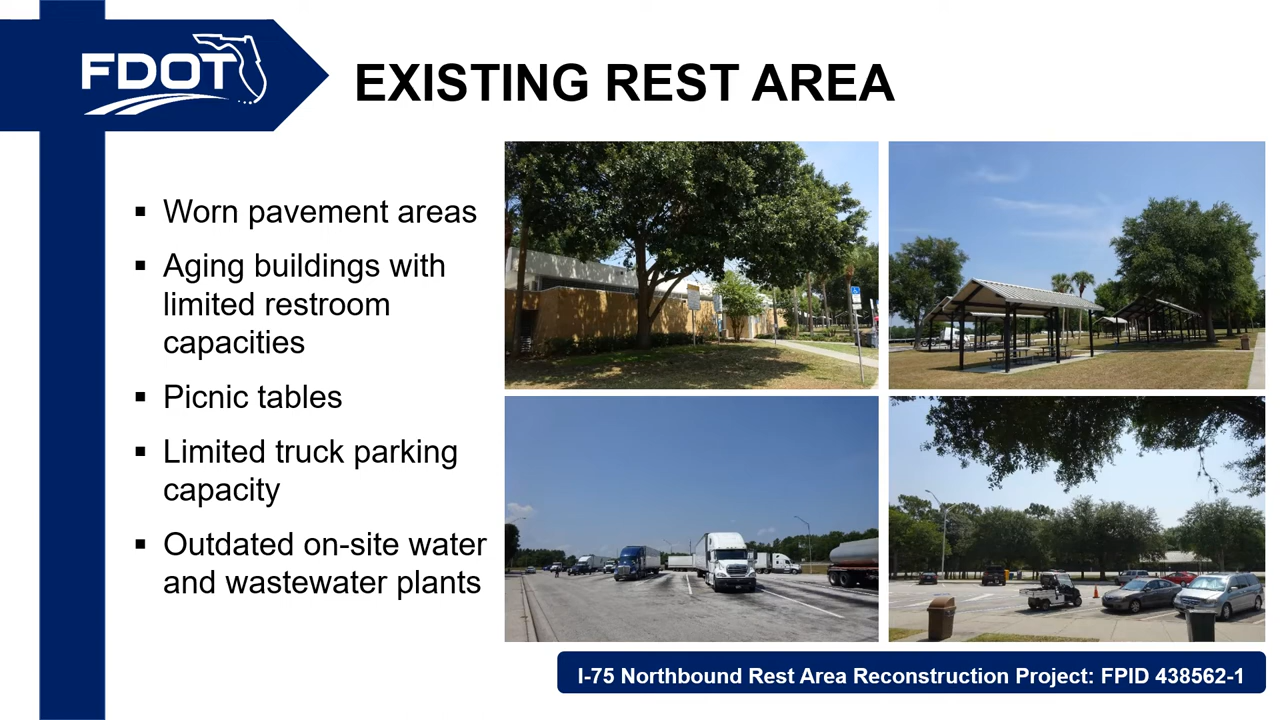 FDOT
EXISTING REST AREA
▪ Worn pavement areas
▪ Aging buildings with
limited restroom
capacities
▪ Picnic tables
▪ Limited truck parking
capacity
▪ Outdated on-site water
and wastewater plants
I-75 Northbound Rest Area Reconstruction Project: FPID 438562-1